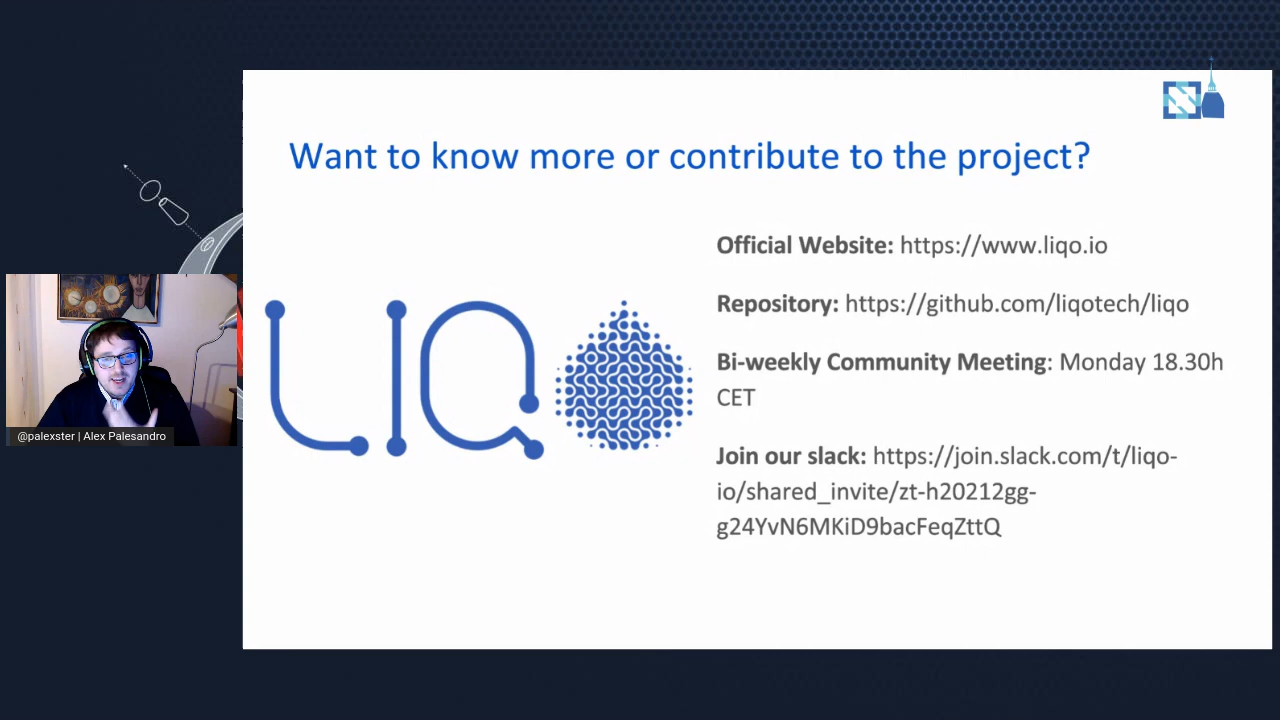 Want to know more or contribute to the project?
Official Website: https://www.liqo.io
Repository: https://github.com/liqotech/liqo
Bi-weekly Community Meeting: Monday 18.30h
CET
Join our slack: https://join.slack.com/t/liqo-
io/shared_invite/zt-h20212gg-
g24YvN6MKiD9bacFeqZttQ
LIQO
@palexster | Alex Palesandro